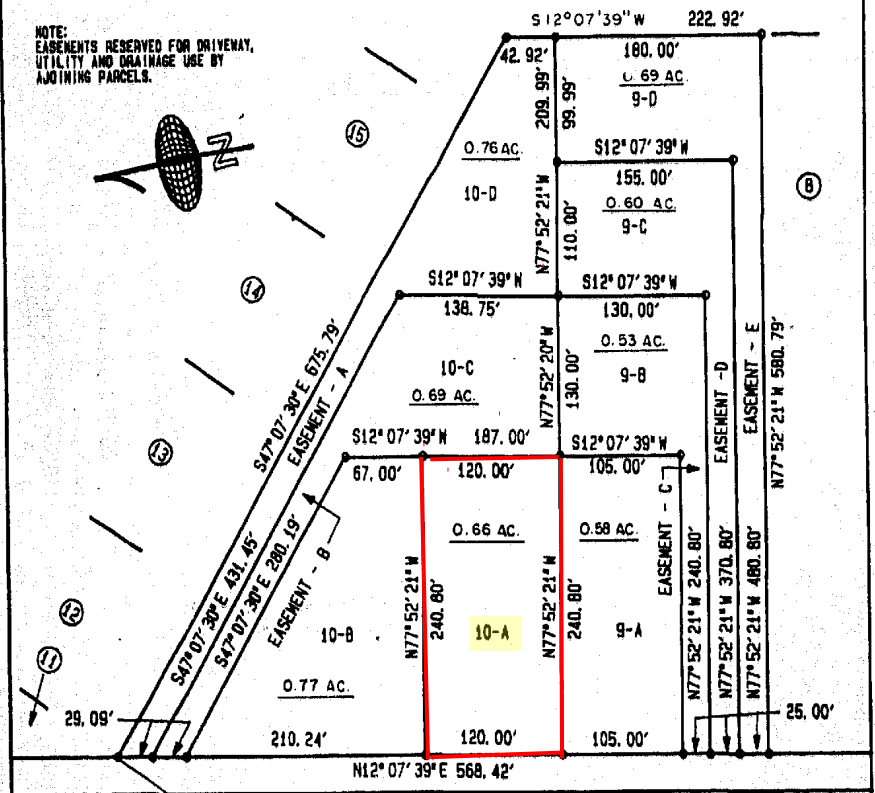 NOTE:
EASEMENTS RESERVED FOR DRIVEWAY,
UTILITY AND DRAINAGE USE BY
AJOINING PARCELS.
S12°07'39"W 222.92'
42.92' 180.00'
0.69 AC.
9-D
209.99'
99.99'
15
0.76 AC.
10-D
N
S12°07'39"W
155.00'
0.60 AC.
9-C
8
N77°52'21"W
110.00'
14
S12°07'39"W
138.75'
S12°07'39"W
130.00'
0.53 AC.
9-B
10-C
0.69 AC.
N77°52'20"W
130.00'
S47°07'30"E 675.79'
EASEMENT - A
EASEMENT -D
EASEMENT - E
N77°52'21"W 580.79'
13
S12°07'39"W 187.00'
67.00' 120.00'
S12°07'39"W
105.00'
EASEMENT - C
0.66 AC.
0.58 AC.
S47°07'30"E 431.45'
S47°07'30"E 280.19'
EASEMENT - B
N77°52'21"W
240.80'
N77°52'21"W
240.80'
N77°52'21"W 240.80'
N77°52'21"W 370.80'
N77°52'21"W 480.80'
12
10-B
10-A
9-A
11
0.77 AC.
29.09'
25.00'
210.24' 120.00' 105.00'
N12°07'39"E 568.42'